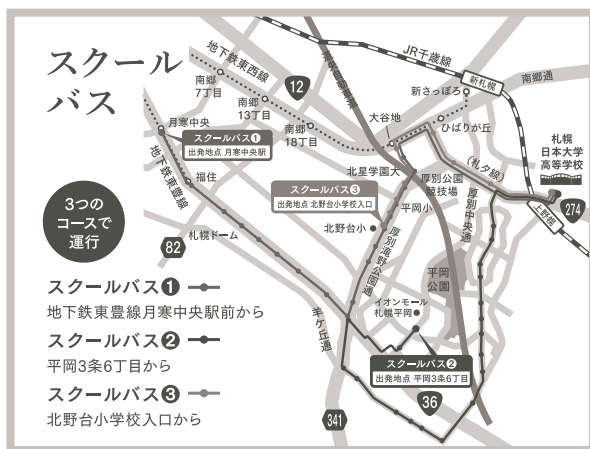 スクール
バス
3つの
コースで
運行
スクールバス❶
地下鉄東豊線月寒中央駅前から
スクールバス❷
平岡3条6丁目から
スクールバス❸
北野台小学校入口から
地下鉄東西線
JR千歳線
南郷
7丁目
12
南郷
13丁目
南郷
18丁目
新さっぽろ
新札幌
南郷通
大谷地
ひばりが丘
月寒中央
スクールバス❶
出発地点 月寒中央駅
地下鉄東豊線
福住
北星学園大
厚別公園
競技場
(札夕線)
札幌
日本大学
高等学校
上野幌
274
スクールバス❸
出発地点 北野台小学校入口
平岡小
北野台小
厚別中央通
厚別滝野公園通
札幌ドーム
82
平岡
公園
イオンモール
札幌平岡
羊ケ丘通
スクールバス❷
出発地点 平岡3条6丁目
36
341